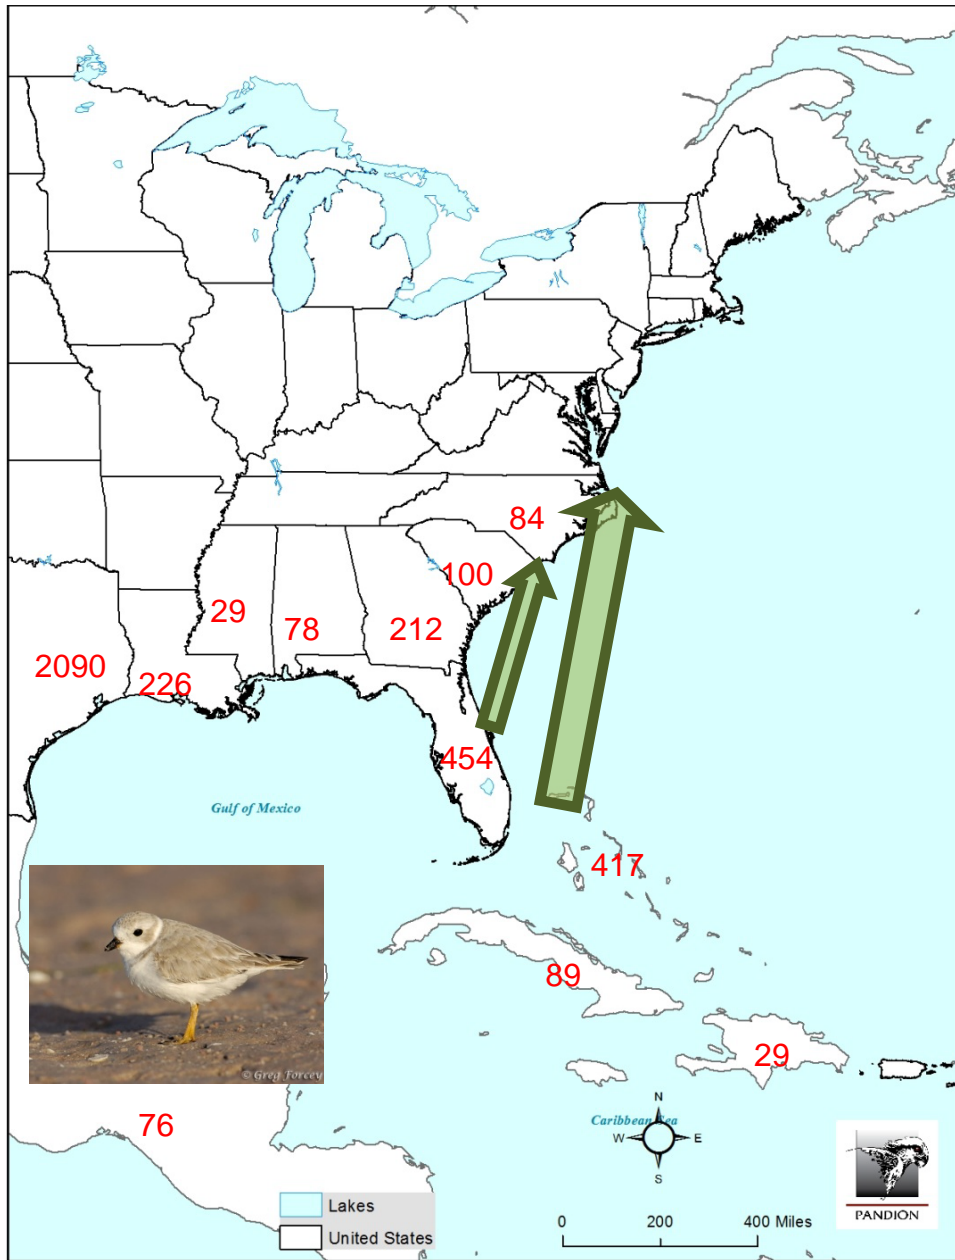 84
100
29
78
212
2090
226
454
Gulf of Mexico
417
89
29
© Greg Forcey
76
Caribbean Sea
N
W
E
S
Lakes
United States
0
200
400 Miles
PANDION